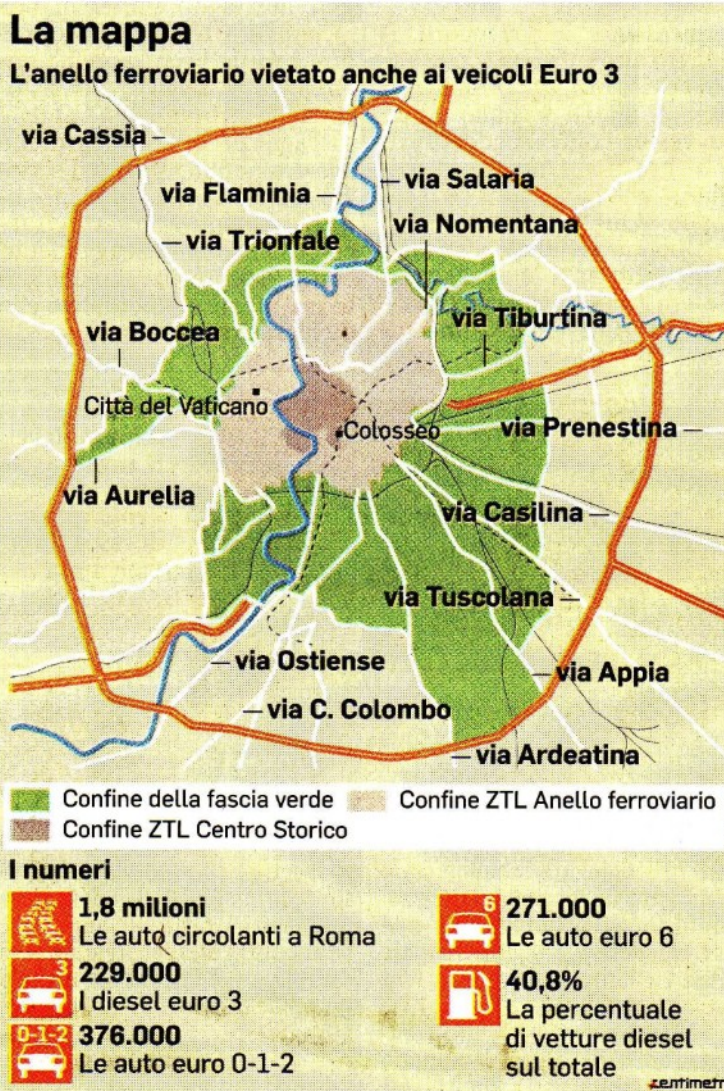 La mappa
L'anello ferroviario vietato anche ai veicoli Euro 3
via Cassia
via Flaminia
via Salaria
via Trionfale
via Nomentana
via Boccea
via Tiburtina
Città del Vaticano
Colosseo
via Prenestina
via Aurelia
via Casilina
via Tuscolana
via Ostiense
via Appia
via C. Colombo
via Ardeatina
Confine della fascia verde
Confine ZTL Anello ferroviario
Confine ZTL Centro Storico
I numeri
1,8 milioni
Le auto circolanti a Roma
3
229.000
I diesel euro 3
0-1-2
376.000
Le auto euro 0-1-2
6
271.000
Le auto euro 6
40,8%
La percentuale
di vetture diesel
sul totale